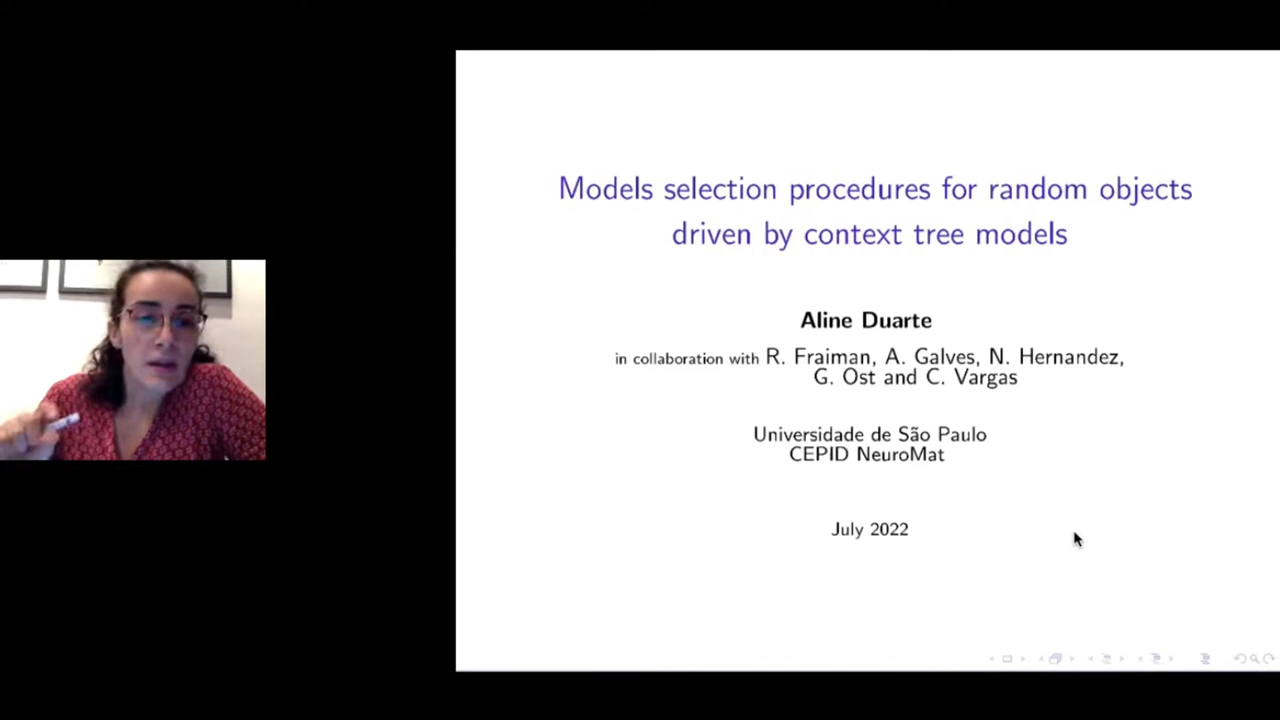 Models selection procedures for random objects
driven by context tree models
Aline Duarte
in collaboration with R. Fraiman, A. Galves, N. Hernandez,
G. Ost and C. Vargas
Universidade de São Paulo
CEPID NeuroMat
July 2022